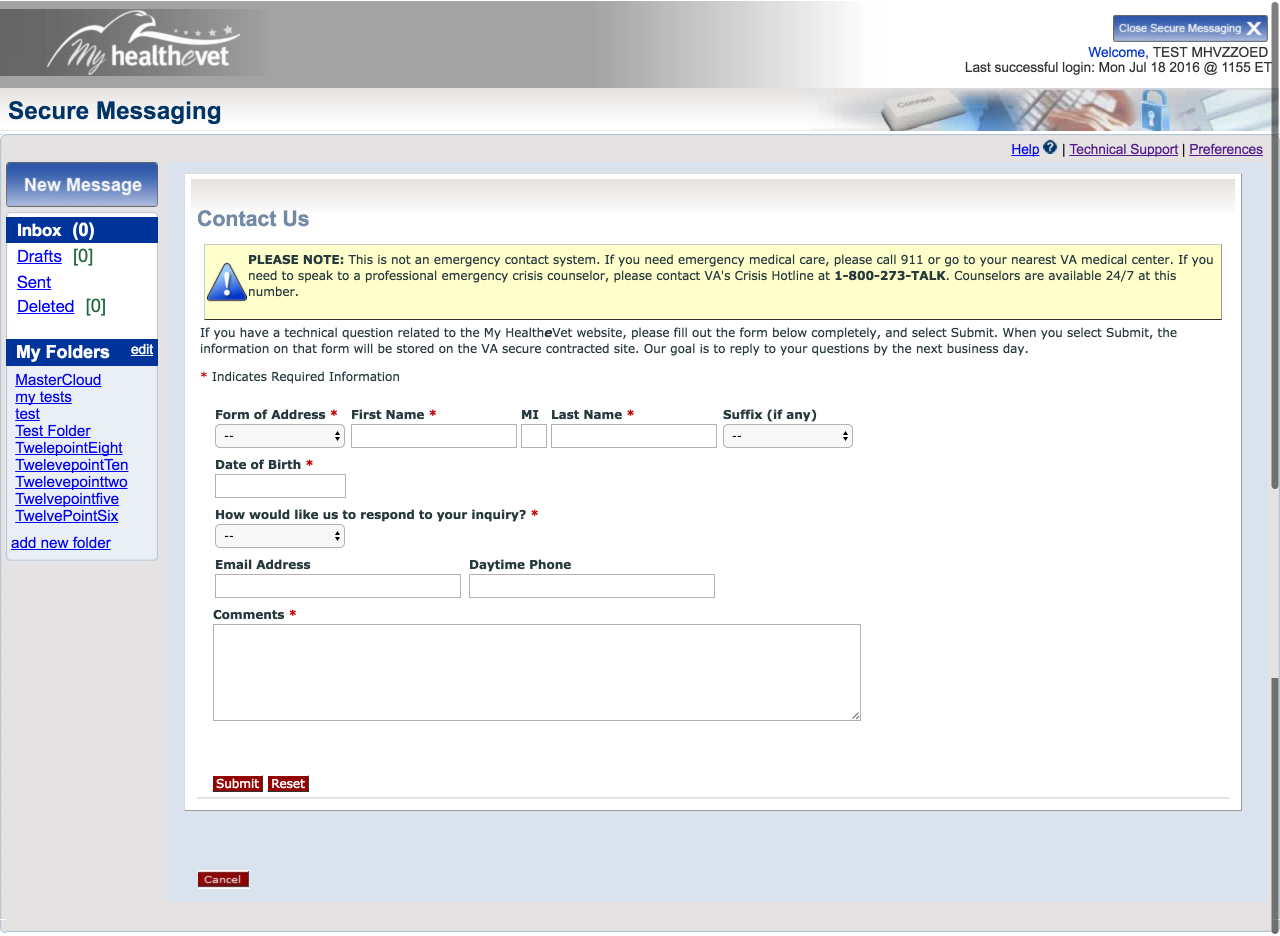 My healthevet
Close Secure Messaging X
Welcome, TEST MHVZZOED
Last successful login: Mon Jul 18 2016 @ 1155 ET
Secure Messaging
Connect
Help ? | Technical Support | Preferences
New Message
Inbox (0)
Drafts [0]
Sent
Deleted [0]
My Folders edit
MasterCloud
my tests
test
Test Folder
TwelepointEight
TwelevepointTen
Twelevepointtwo
Twelvepointfive
TwelvePointSix
add new folder
Contact Us
PLEASE NOTE: This is not an emergency contact system. If you need emergency medical care, please call 911 or go to your nearest VA medical center. If you
need to speak to a professional emergency crisis counselor, please contact VA's Crisis Hotline at 1-800-273-TALK. Counselors are available 24/7 at this
number.
If you have a technical question related to the My HealtheVet website, please fill out the form below completely, and select Submit. When you select Submit, the
information on that form will be stored on the VA secure contracted site. Our goal is to reply to your questions by the next business day.
* Indicates Required Information
Form of Address * First Name * MI Last Name * Suffix (if any)
-- --
Date of Birth *
How would like us to respond to your inquiry? *
--
Email Address Daytime Phone
Comments *
Submit Reset
Cancel